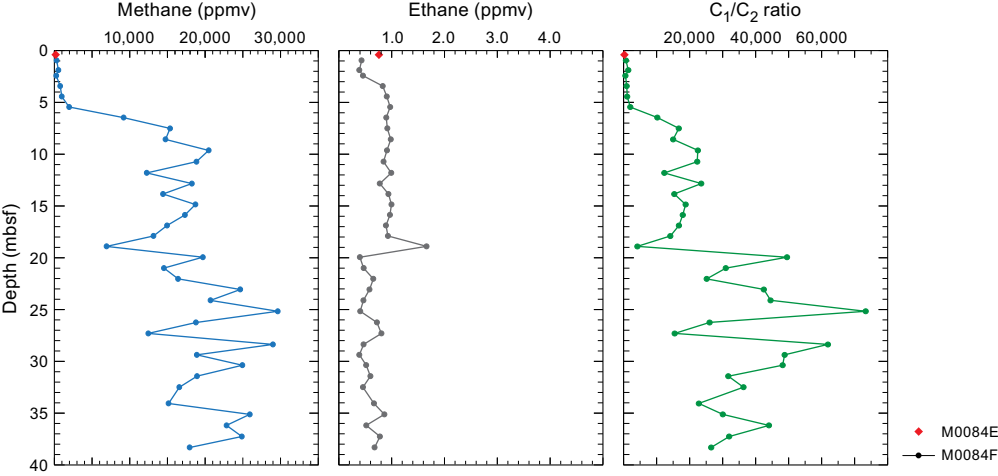 Methane (ppmv) Ethane (ppmv) C₁/C₂ ratio
10,000 20,000 30,000 1.0 2.0 3.0 4.0 20,000 40,000 60,000
0
5
10
15
20
25
30
35
40
Depth (mbsf)
M0084E
M0084F